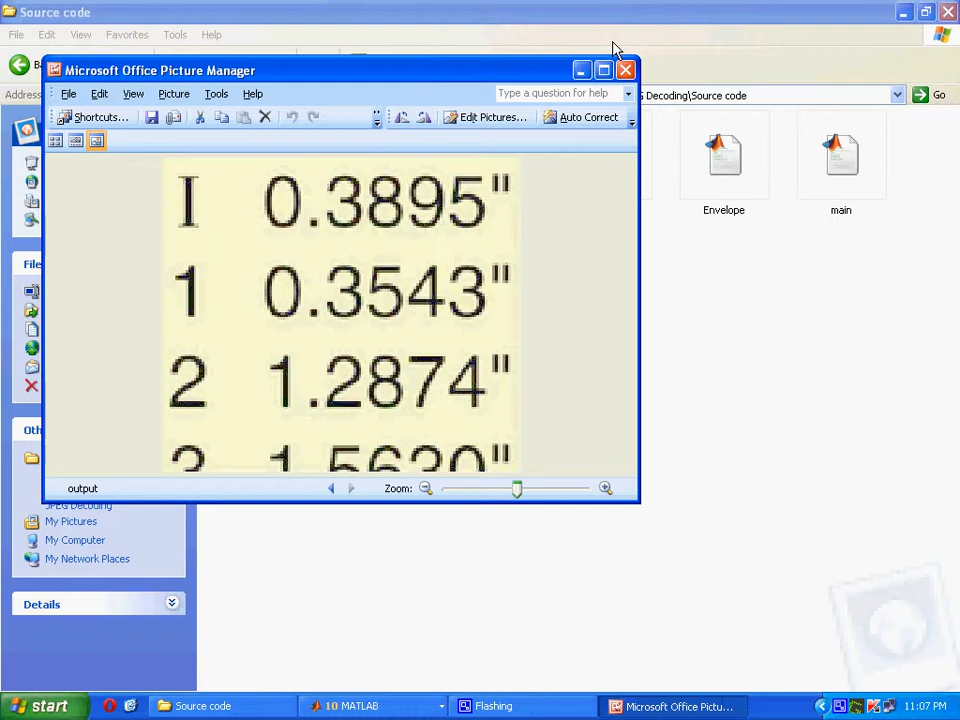 Source code
File Edit View Favorites Tools Help
Address
G Decoding\Source code
Go
Microsoft Office Picture Manager
File Edit View Picture Tools Help
Type a question for help
Shortcuts...
Edit Pictures...
Auto Correct
I 0.3895"
1 0.3543"
2 1.2874"
output
Zoom:
Envelope
main
JPEG Decoding
My Pictures
My Computer
My Network Places
Details
start
Source code
10 MATLAB
Flashing
Microsoft Office Pictu...
11:07 PM